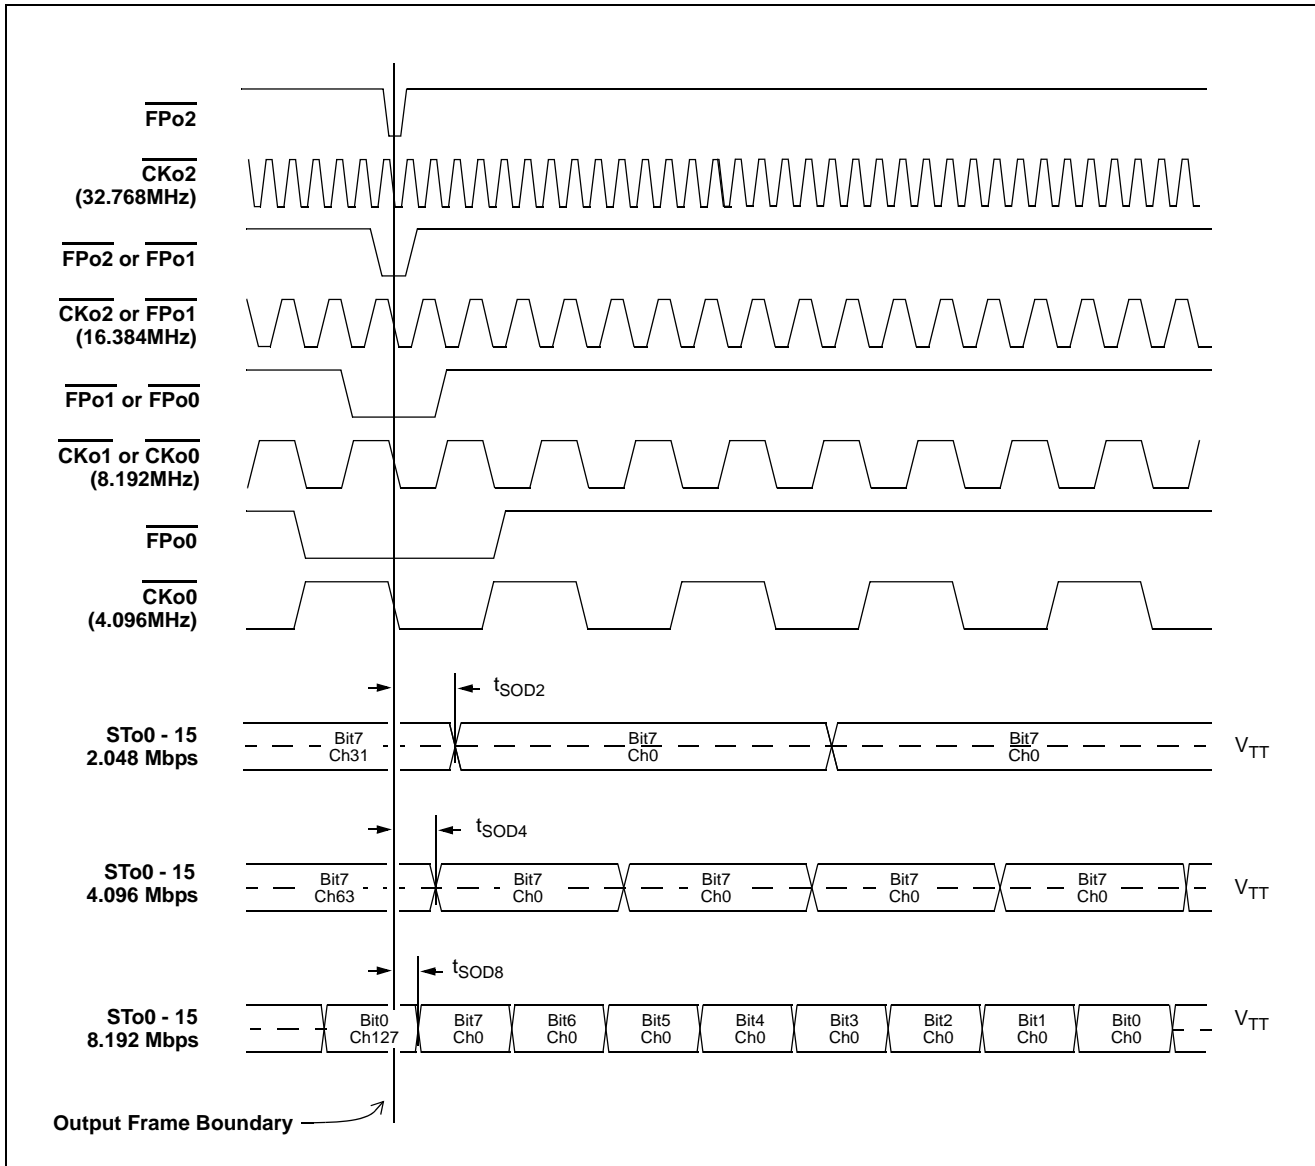 FPo2
CKo2
(32.768MHz)
FPo2 or FPo1
CKo2 or FPo1
(16.384MHz)
FPo1 or FPo0
CKo1 or CKo0
(8.192MHz)
FPo0
CKo0
(4.096MHz)
tSOD2
STo0 - 15
2.048 Mbps
Bit7
Ch31
Bit7
Ch0
Bit7
Ch0
VTT
tSOD4
STo0 - 15
4.096 Mbps
Bit7
Ch63
Bit7
Ch0
Bit7
Ch0
Bit7
Ch0
Bit7
Ch0
VTT
tSOD8
STo0 - 15
8.192 Mbps
Bit0
Ch127
Bit7
Ch0
Bit6
Ch0
Bit5
Ch0
Bit4
Ch0
Bit3
Ch0
Bit2
Ch0
Bit1
Ch0
Bit0
Ch0
VTT
Output Frame Boundary